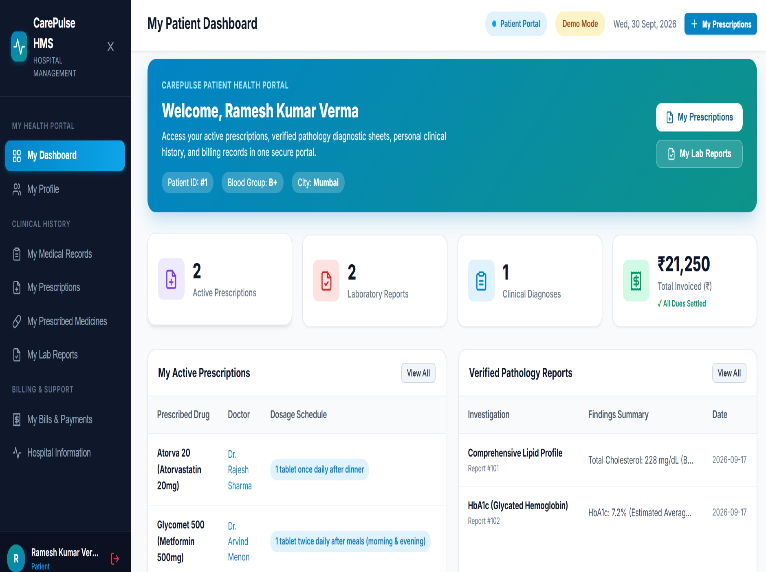 CarePulse
HMS
HOSPITAL
MANAGEMENT
X
MY HEALTH PORTAL
My Dashboard
My Profile
CLINICAL HISTORY
My Medical Records
My Prescriptions
My Prescribed Medicines
My Lab Reports
BILLING & SUPPORT
My Bills & Payments
Hospital Information
R
Ramesh Kumar Ver...
Patient
My Patient Dashboard
Patient Portal
Demo Mode
Wed, 30 Sept, 2026
+ My Prescriptions
CAREPULSE PATIENT HEALTH PORTAL
Welcome, Ramesh Kumar Verma
Access your active prescriptions, verified pathology diagnostic sheets, personal clinical
history, and billing records in one secure portal.
Patient ID: #1
Blood Group: B+
City: Mumbai
My Prescriptions
My Lab Reports
2
Active Prescriptions
2
Laboratory Reports
1
Clinical Diagnoses
₹21,250
Total Invoiced (₹)
✓ All Dues Settled
My Active Prescriptions
View All
Prescribed Drug Doctor Dosage Schedule
Atorva 20
(Atorvastatin
20mg)
Dr.
Rajesh
Sharma
1 tablet once daily after dinner
Glycomet 500
(Metformin
500mg)
Dr.
Arvind
Menon
1 tablet twice daily after meals (morning & evening)
Verified Pathology Reports
View All
Investigation Findings Summary Date
Comprehensive Lipid Profile
Report #101
Total Cholesterol: 228 mg/dL (B...
2026-09-17
HbA1c (Glycated Hemoglobin)
Report #102
HbA1c: 7.2% (Estimated Averag...
2026-09-17